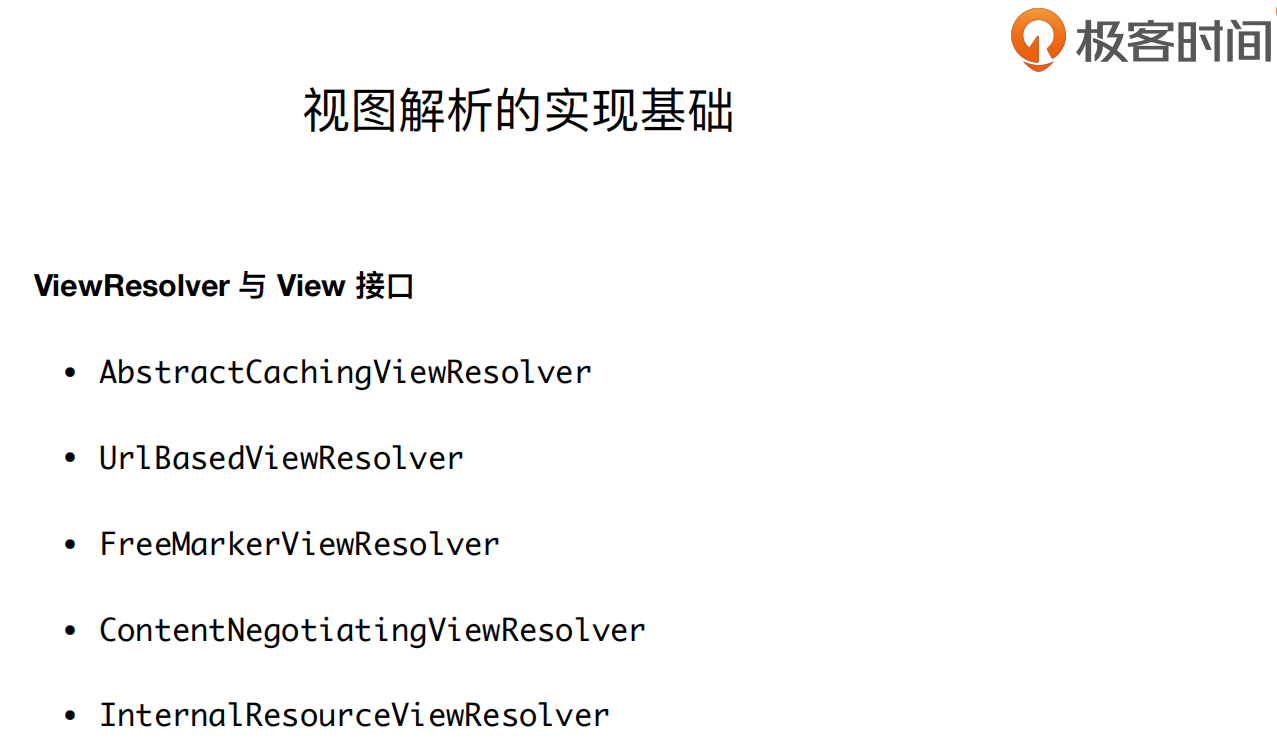 极客时间
视图解析的实现基础
ViewResolver 与 View 接口
• AbstractCachingViewResolver
• UrlBasedViewResolver
• FreeMarkerViewResolver
• ContentNegotiatingViewResolver
• InternalResourceViewResolver